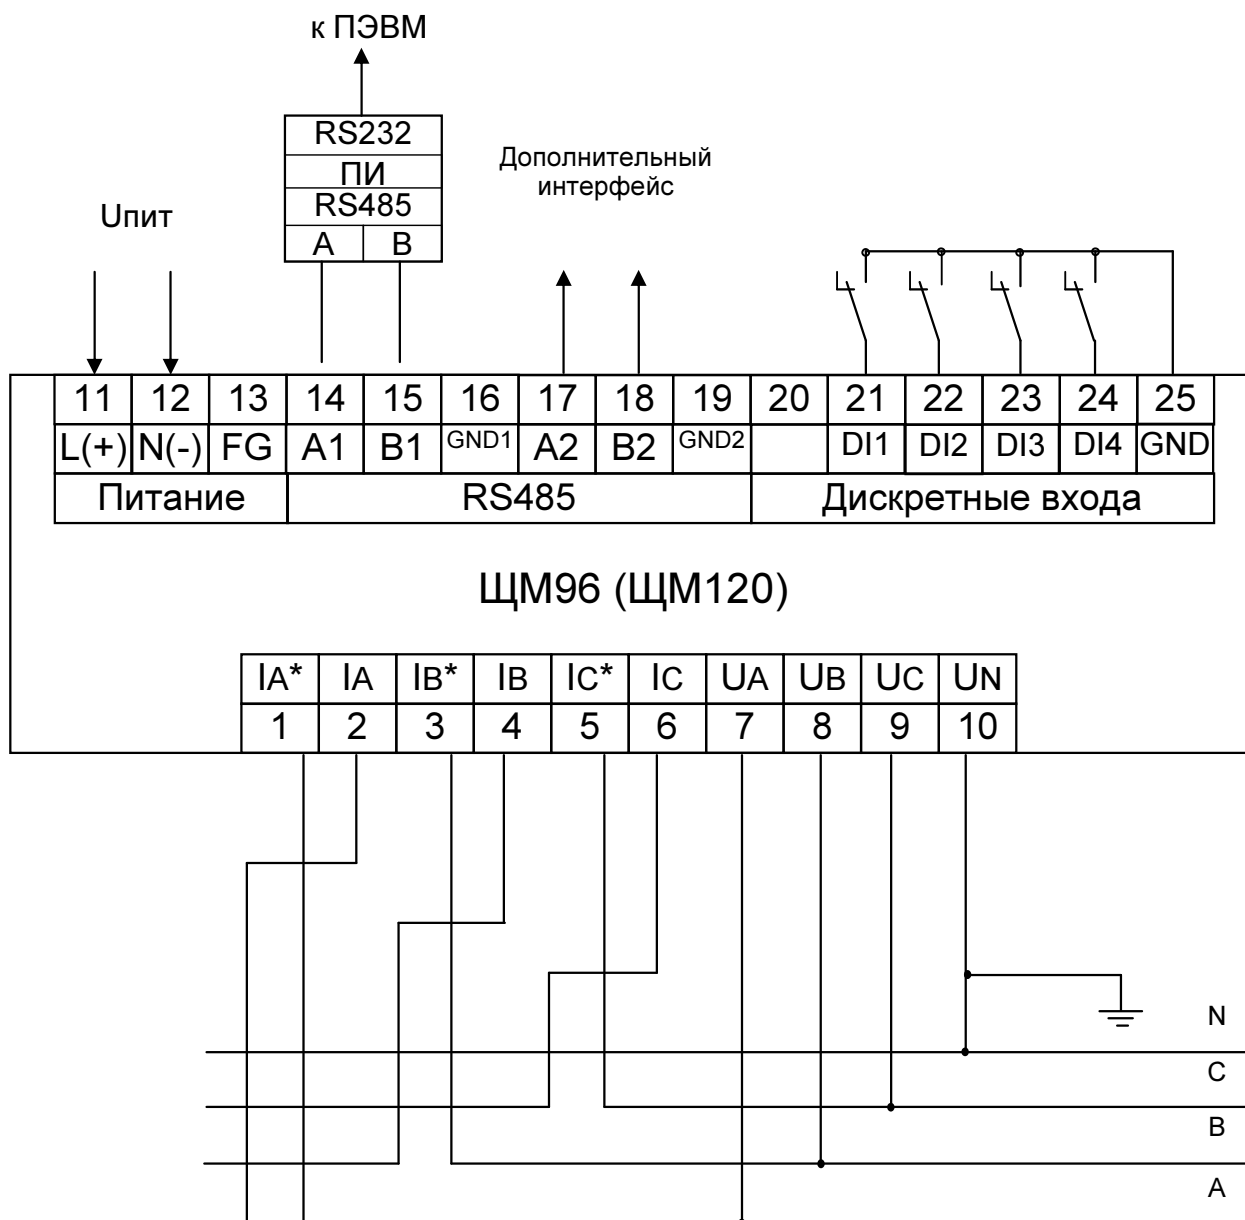 к ПЭВМ
RS232
ПИ
RS485
A B
Дополнительный
интерфейс
Uпит
11 12 13 14 15 16 17 18 19 20 21 22 23 24 25
L(+) N(-) FG A1 B1 GND1 A2 B2 GND2 DI1 DI2 DI3 DI4 GND
Питание RS485 Дискретные входа
ЩМ96 (ЩМ120)
IA* IA IB* IB IC* IC UA UB UC UN
1 2 3 4 5 6 7 8 9 10
N
C
B
A